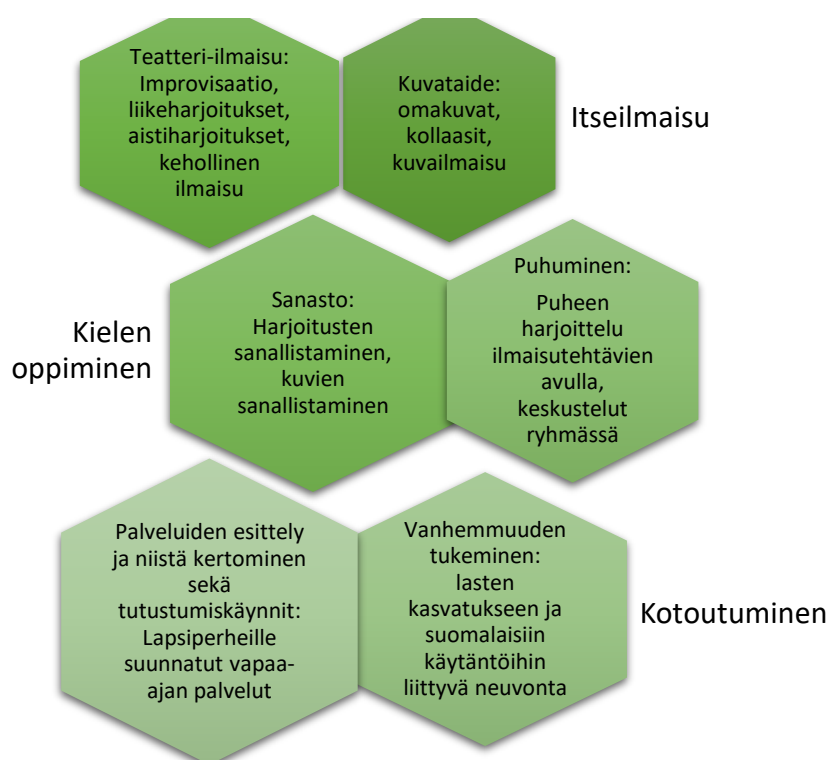 Teatteri-ilmaisu:
Improvisaatio,
liikeharjoitukset,
aistiharjoitukset,
kehollinen
ilmaisu
Kuvataide:
omakuvat,
kollaasit,
kuvailmaisu
Itseilmaisu
Kielen
oppiminen
Sanasto:
Harjoitusten
sanallistaminen,
kuvien
sanallistaminen
Puhuminen:
Puheen
harjoittelu
ilmaisutehtävien
avulla,
keskustelut
ryhmässä
Palveluiden esittely
ja niistä kertominen
sekä
tutustumiskäynnit:
Lapsiperheille
suunnatut vapaa-
ajan palvelut
Vanhemmuuden
tukeminen:
lasten
kasvatukseen ja
suomalaisiin
käytäntöihin
liittyvä neuvonta
Kotoutuminen